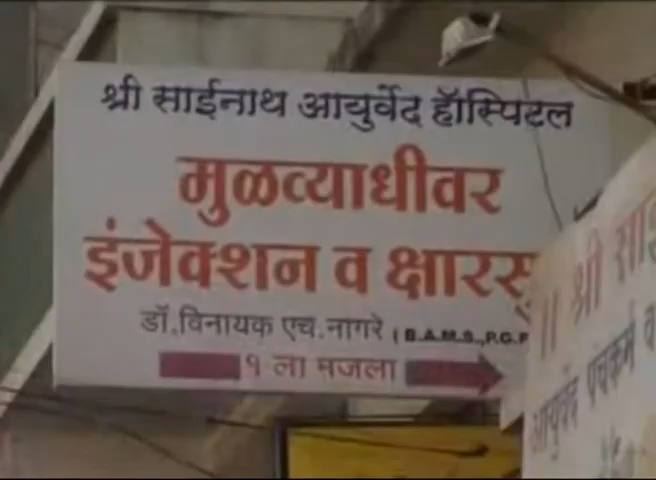 श्री साईनाथ आयुर्वेद हॉस्पिटल
मुळव्याधीवर
इंजेक्शन व क्षारसु
डॉ.विनायक एच.नागरे ( B.A.M.S.,P.G.P
१ ला मजला
।। श्री साई
आयुर्वेद पंचकर्म व